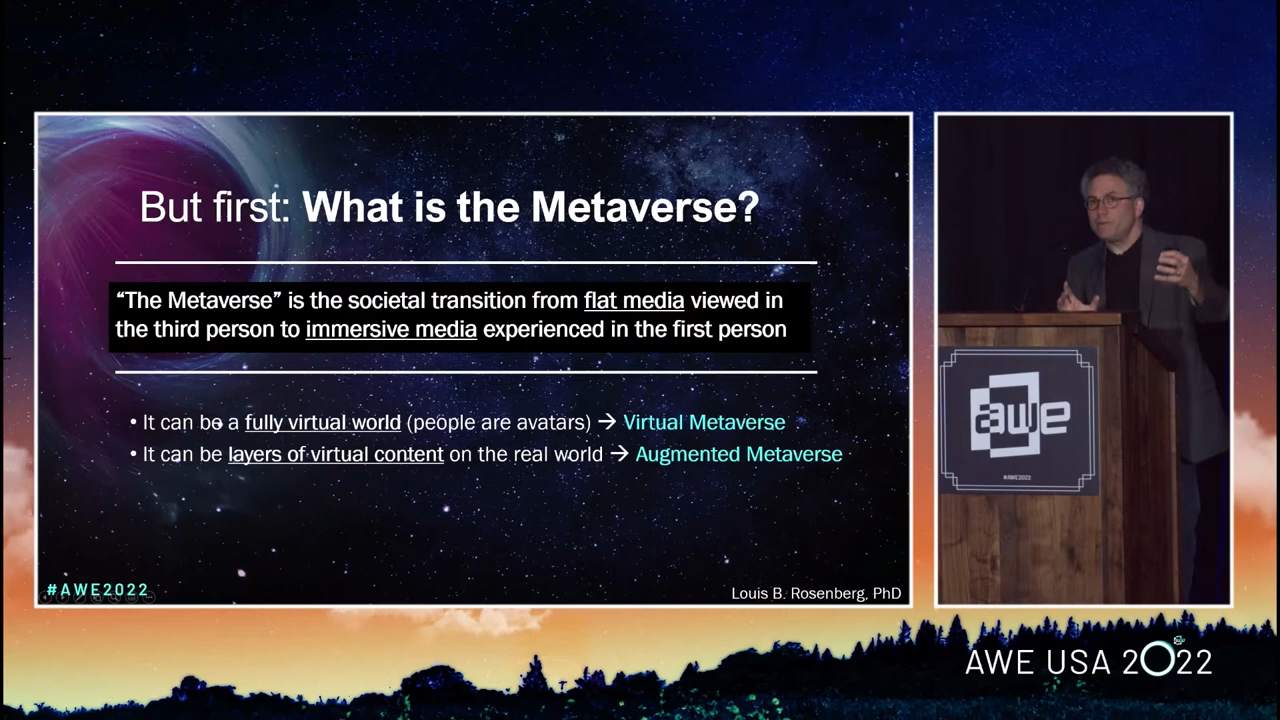 But first: What is the Metaverse?
“The Metaverse” is the societal transition from flat media viewed in
the third person to immersive media experienced in the first person
• It can be a fully virtual world (people are avatars) → Virtual Metaverse
• It can be layers of virtual content on the real world → Augmented Metaverse
#AWE2022
Louis B. Rosenberg, PhD
awe
#AWE2022
AWE USA 2022